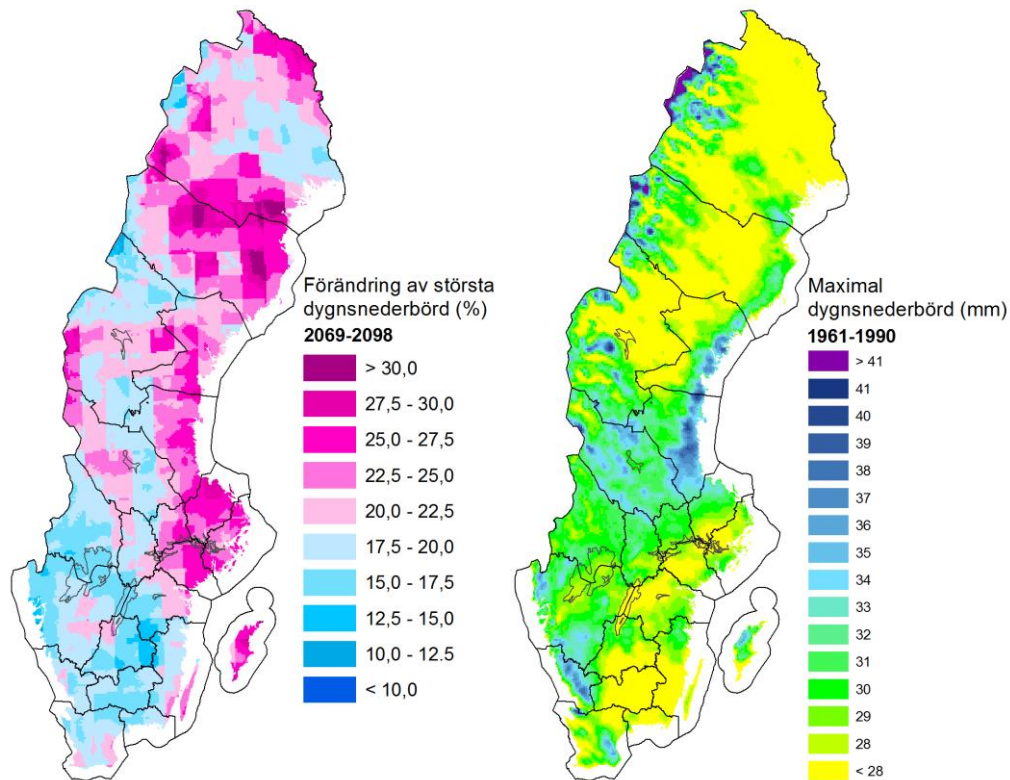 Förändring av största
dygnsnederbörd (%)
2069-2098
> 30,0
27,5 - 30,0
25,0 - 27,5
22,5 - 25,0
20,0 - 22,5
17,5 - 20,0
15,0 - 17,5
12,5 - 15,0
10,0 - 12.5
< 10,0
Maximal
dygnsnederbörd (mm)
1961-1990
> 41
41
40
39
38
37
36
35
34
33
32
31
30
29
28
< 28